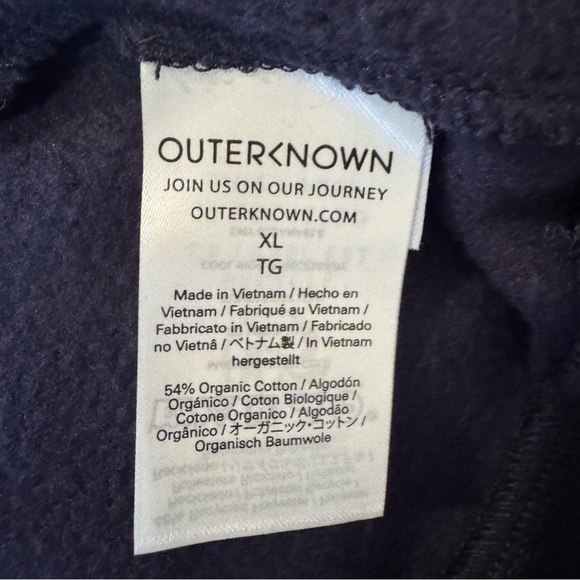 OUTERKNOWN
JOIN US ON OUR JOURNEY
OUTERKNOWN.COM
XL
TG
Made in Vietnam / Hecho en
Vietnam / Fabriqué au Vietnam /
Fabbricato in Vietnam / Fabricado
no Vietnã / ベトナム製 / In Vietnam
hergestellt
54% Organic Cotton / Algodón
Orgánico / Coton Biologique /
Cotone Organico / Algodão
Orgânico / オーガニック・コットン /
Organisch Baumwole